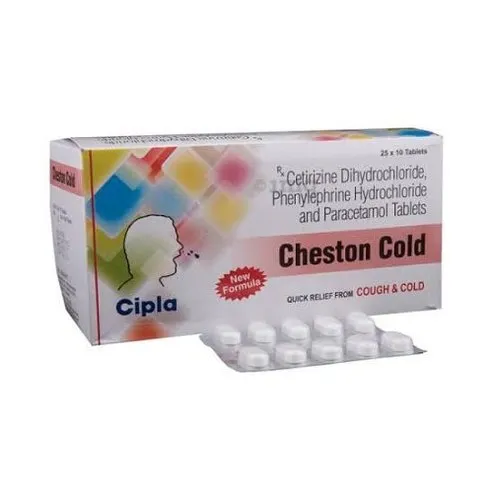 25 x 10 Tablets
Rx Cetirizine Dihydrochloride,
Phenylephrine Hydrochloride
and Paracetamol Tablets
Cheston Cold
New
Formula
QUICK RELIEF FROM COUGH & COLD
Cipla
Cheston Cold